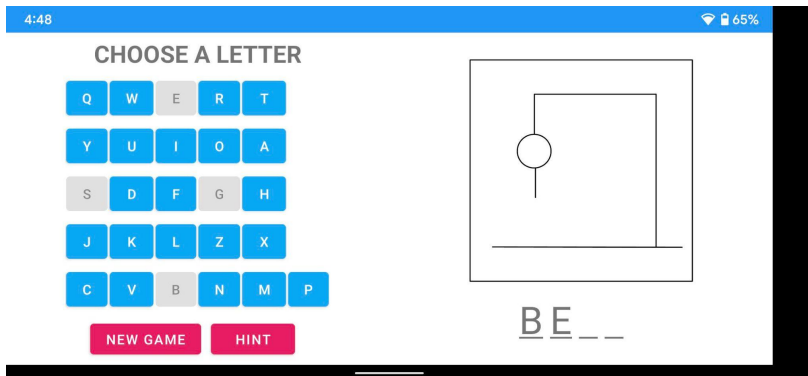 4:48 65%
CHOOSE A LETTER
Q W E R T
Y U I O A
S D F G H
J K L Z X
C V B N M P
NEW GAME HINT
B E _ _